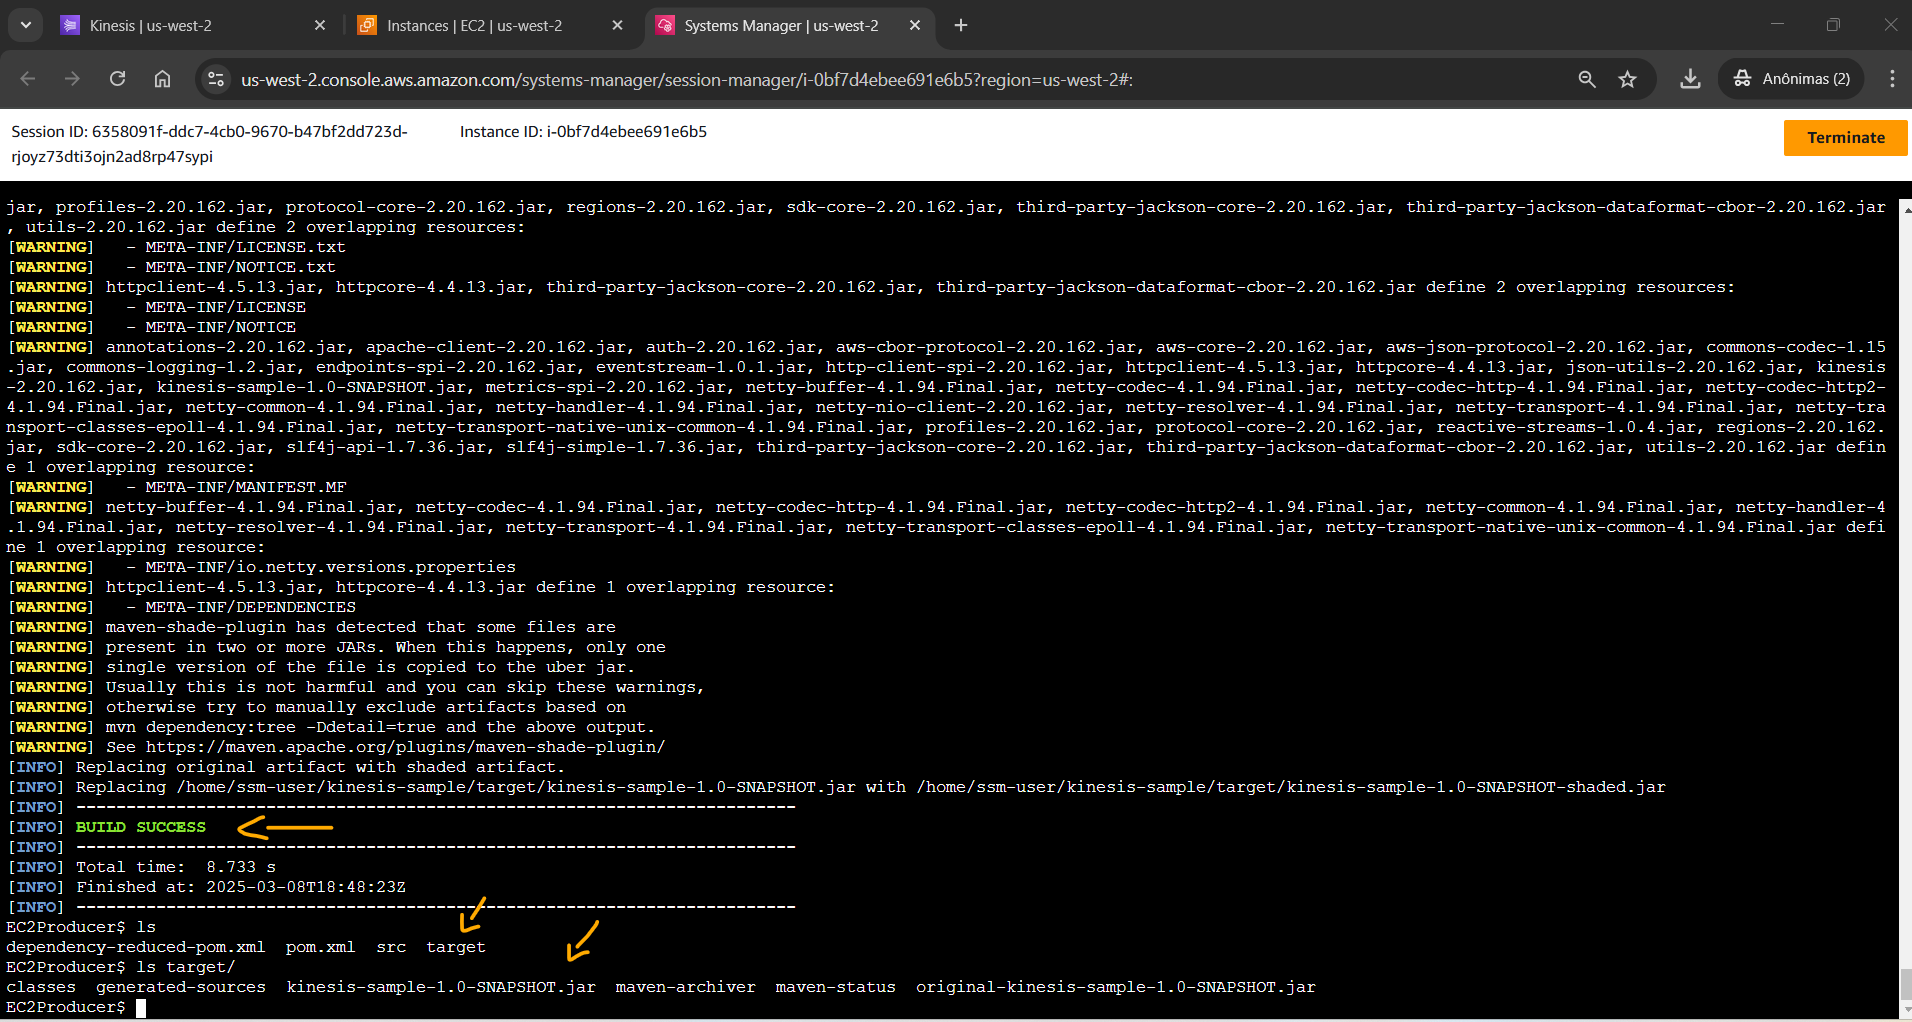 Kinesis | us-west-2
Instances | EC2 | us-west-2
Systems Manager | us-west-2
us-west-2.console.aws.amazon.com/systems-manager/session-manager/i-0bf7d4ebee691e6b5?region=us-west-2#:
Anônimas (2)
Session ID: 6358091f-ddc7-4cb0-9670-b47bf2dd723d-
rjoyz73dti3ojn2ad8rp47sypi
Instance ID: i-0bf7d4ebee691e6b5
Terminate
jar, profiles-2.20.162.jar, protocol-core-2.20.162.jar, regions-2.20.162.jar, sdk-core-2.20.162.jar, third-party-jackson-core-2.20.162.jar, third-party-jackson-dataformat-cbor-2.20.162.jar
, utils-2.20.162.jar define 2 overlapping resources:
[WARNING]   - META-INF/LICENSE.txt
[WARNING]   - META-INF/NOTICE.txt
[WARNING] httpclient-4.5.13.jar, httpcore-4.4.13.jar, third-party-jackson-core-2.20.162.jar, third-party-jackson-dataformat-cbor-2.20.162.jar define 2 overlapping resources:
[WARNING]   - META-INF/LICENSE
[WARNING]   - META-INF/NOTICE
[WARNING] annotations-2.20.162.jar, apache-client-2.20.162.jar, auth-2.20.162.jar, aws-cbor-protocol-2.20.162.jar, aws-core-2.20.162.jar, aws-json-protocol-2.20.162.jar, commons-codec-1.15
.jar, commons-logging-1.2.jar, endpoints-spi-2.20.162.jar, eventstream-1.0.1.jar, http-client-spi-2.20.162.jar, httpclient-4.5.13.jar, httpcore-4.4.13.jar, json-utils-2.20.162.jar, kinesis
-2.20.162.jar, kinesis-sample-1.0-SNAPSHOT.jar, metrics-spi-2.20.162.jar, netty-buffer-4.1.94.Final.jar, netty-codec-4.1.94.Final.jar, netty-codec-http-4.1.94.Final.jar, netty-codec-http2-
4.1.94.Final.jar, netty-common-4.1.94.Final.jar, netty-handler-4.1.94.Final.jar, netty-nio-client-2.20.162.jar, netty-resolver-4.1.94.Final.jar, netty-transport-4.1.94.Final.jar, netty-tra
nsport-classes-epoll-4.1.94.Final.jar, netty-transport-native-unix-common-4.1.94.Final.jar, profiles-2.20.162.jar, protocol-core-2.20.162.jar, reactive-streams-1.0.4.jar, regions-2.20.162.
jar, sdk-core-2.20.162.jar, slf4j-api-1.7.36.jar, slf4j-simple-1.7.36.jar, third-party-jackson-core-2.20.162.jar, third-party-jackson-dataformat-cbor-2.20.162.jar, utils-2.20.162.jar defin
e 1 overlapping resource:
[WARNING]   - META-INF/MANIFEST.MF
[WARNING] netty-buffer-4.1.94.Final.jar, netty-codec-4.1.94.Final.jar, netty-codec-http-4.1.94.Final.jar, netty-codec-http2-4.1.94.Final.jar, netty-common-4.1.94.Final.jar, netty-handler-4
.1.94.Final.jar, netty-resolver-4.1.94.Final.jar, netty-transport-4.1.94.Final.jar, netty-transport-classes-epoll-4.1.94.Final.jar, netty-transport-native-unix-common-4.1.94.Final.jar defi
ne 1 overlapping resource:
[WARNING]   - META-INF/io.netty.versions.properties
[WARNING] httpclient-4.5.13.jar, httpcore-4.4.13.jar define 1 overlapping resource:
[WARNING]   - META-INF/DEPENDENCIES
[WARNING] maven-shade-plugin has detected that some files are
[WARNING] present in two or more JARs. When this happens, only one
[WARNING] single version of the file is copied to the uber jar.
[WARNING] Usually this is not harmful and you can skip these warnings,
[WARNING] otherwise try to manually exclude artifacts based on
[WARNING] mvn dependency:tree -Ddetail=true and the above output.
[WARNING] See https://maven.apache.org/plugins/maven-shade-plugin/
[INFO] Replacing original artifact with shaded artifact.
[INFO] Replacing /home/ssm-user/kinesis-sample/target/kinesis-sample-1.0-SNAPSHOT.jar with /home/ssm-user/kinesis-sample/target/kinesis-sample-1.0-SNAPSHOT-shaded.jar
[INFO] ------------------------------------------------------------------------
[INFO] BUILD SUCCESS
[INFO] ------------------------------------------------------------------------
[INFO] Total time:  8.733 s
[INFO] Finished at: 2025-03-08T18:48:23Z
[INFO] ------------------------------------------------------------------------
EC2Producer$ ls
dependency-reduced-pom.xml  pom.xml  src  target
EC2Producer$ ls target/
classes  generated-sources  kinesis-sample-1.0-SNAPSHOT.jar  maven-archiver  maven-status  original-kinesis-sample-1.0-SNAPSHOT.jar
EC2Producer$